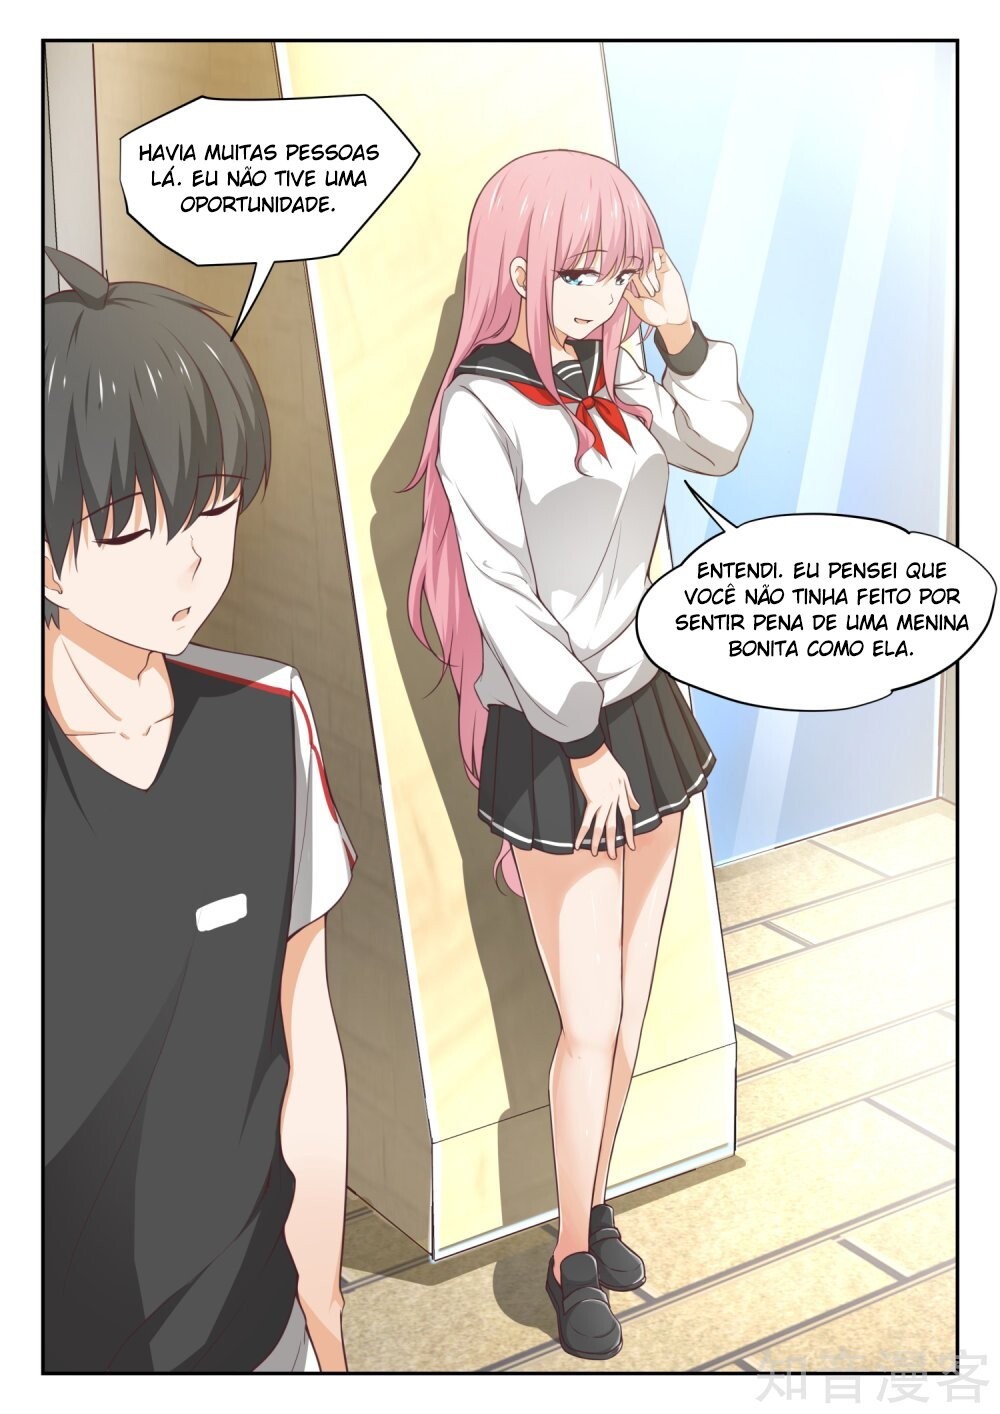 HAVIA MUITAS PESSOAS
LÁ. EU NÃO TIVE UMA
OPORTUNIDADE.
ENTENDI. EU PENSEI QUE
VOCÊ NÃO TINHA FEITO POR
SENTIR PENA DE UMA MENINA
BONITA COMO ELA.
知音漫客